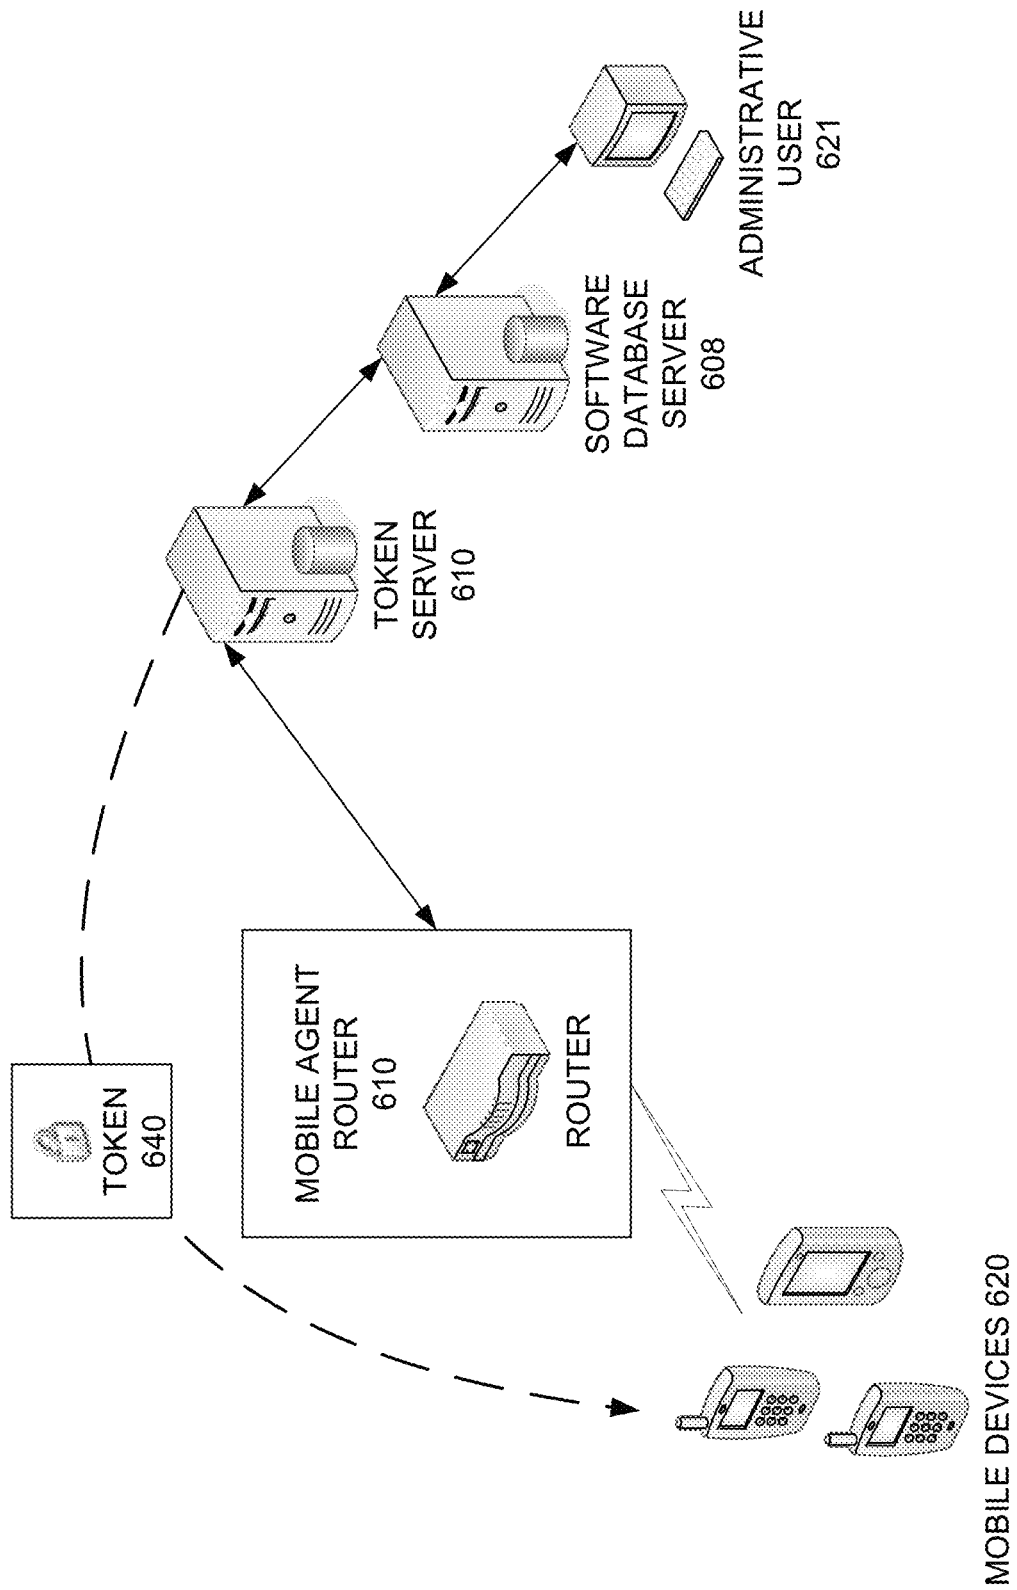 TOKEN
640
MOBILE AGENT
ROUTER
610
ROUTER
MOBILE DEVICES 620
TOKEN
SERVER
610
SOFTWARE
DATABASE
SERVER
608
ADMINISTRATIVE
USER
621